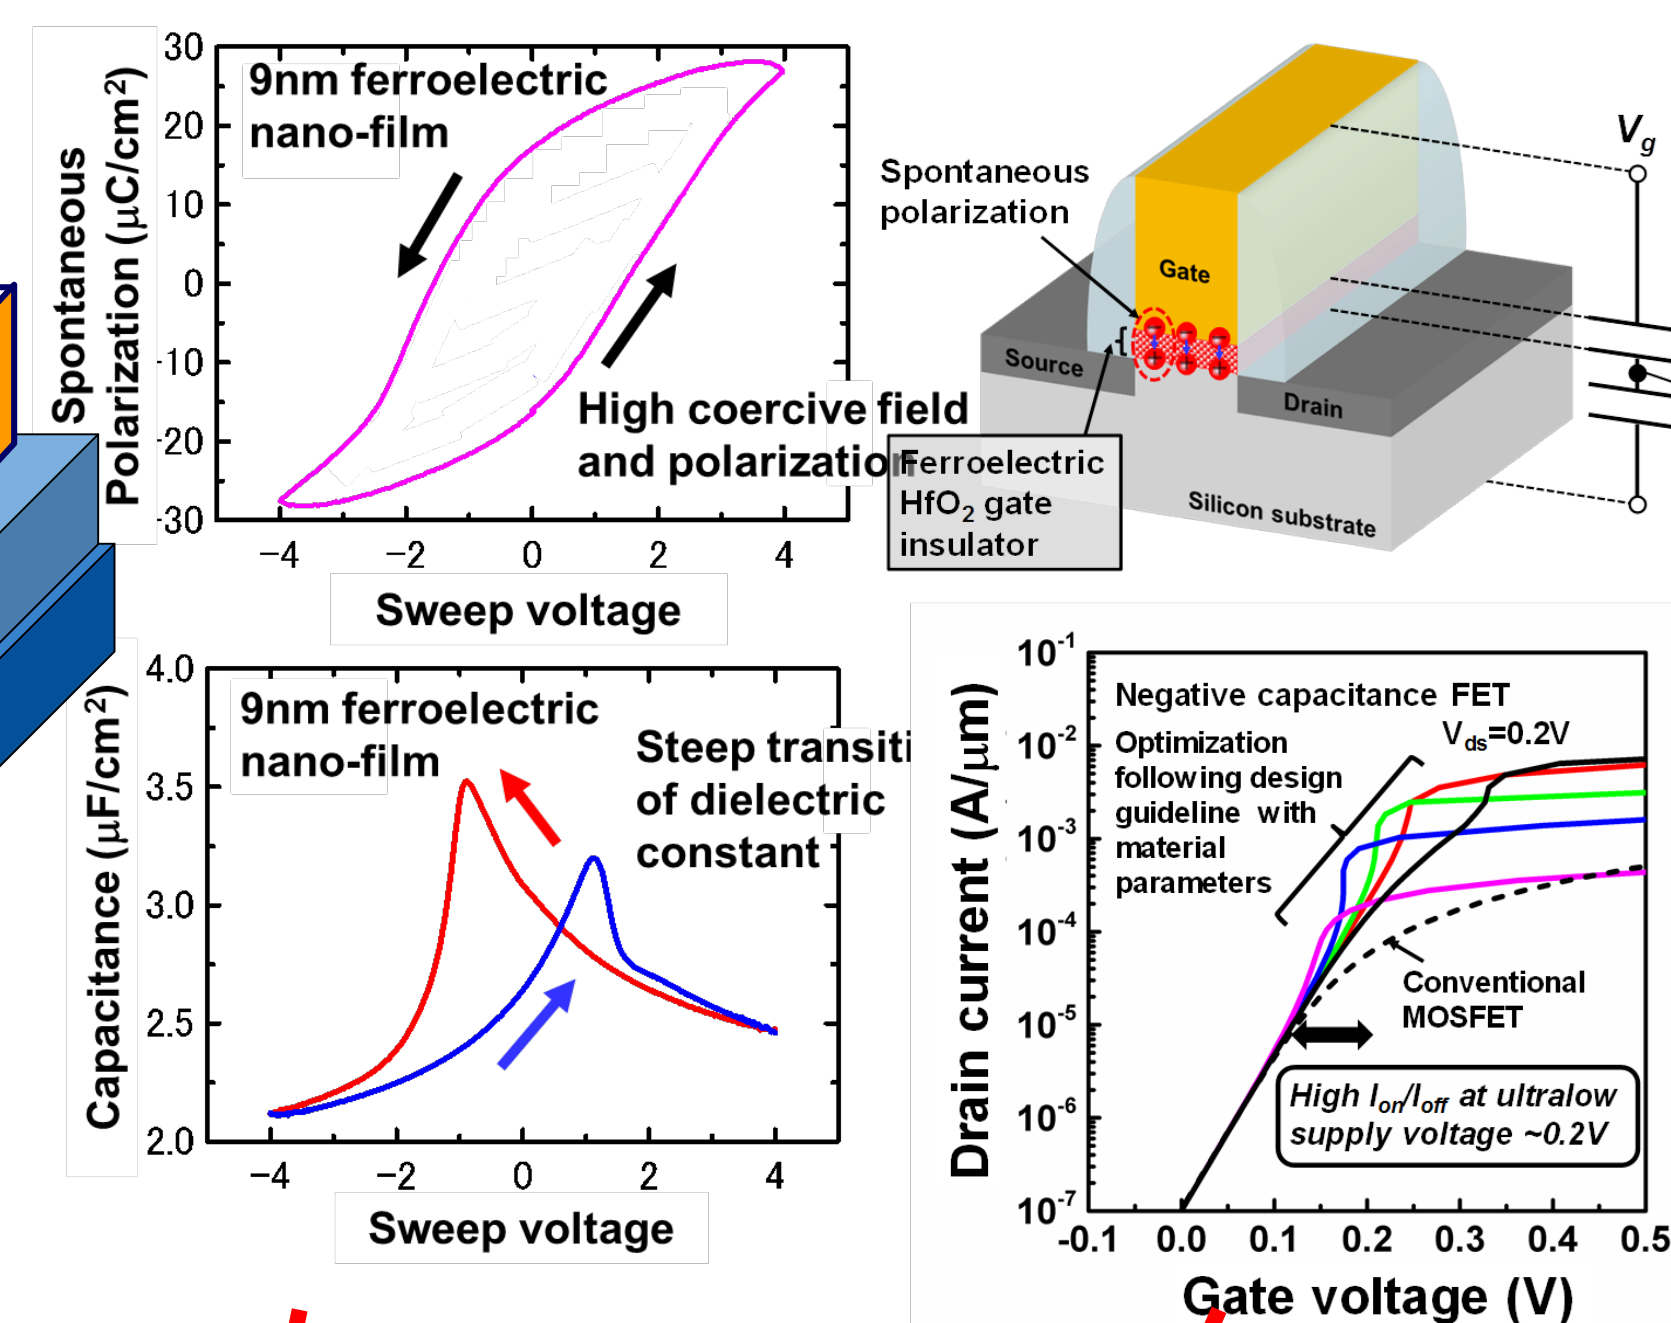 30
20
10
0
-10
-20
-30
Spontaneous
Polarization (μC/cm²)
9nm ferroelectric
nano-film
High coercive field
and polarization
−4
−2
0
2
4
Sweep voltage
Spontaneous
polarization
Vg
Gate
Source
Drain
Ferroelectric
HfO₂ gate
insulator
Silicon substrate
4.0
3.5
3.0
2.5
2.0
Capacitance (μF/cm²)
9nm ferroelectric
nano-film
Steep transiti
of dielectric
constant
−4
−2
0
2
4
Sweep voltage
10⁻¹
10⁻²
10⁻³
10⁻⁴
10⁻⁵
10⁻⁶
10⁻⁷
Drain current (A/μm)
Negative capacitance FET
Vds=0.2V
Optimization
following design
guideline with
material
parameters
Conventional
MOSFET
High Ion/Ioff at ultralow
supply voltage ~0.2V
-0.1
0.0
0.1
0.2
0.3
0.4
0.5
Gate voltage (V)